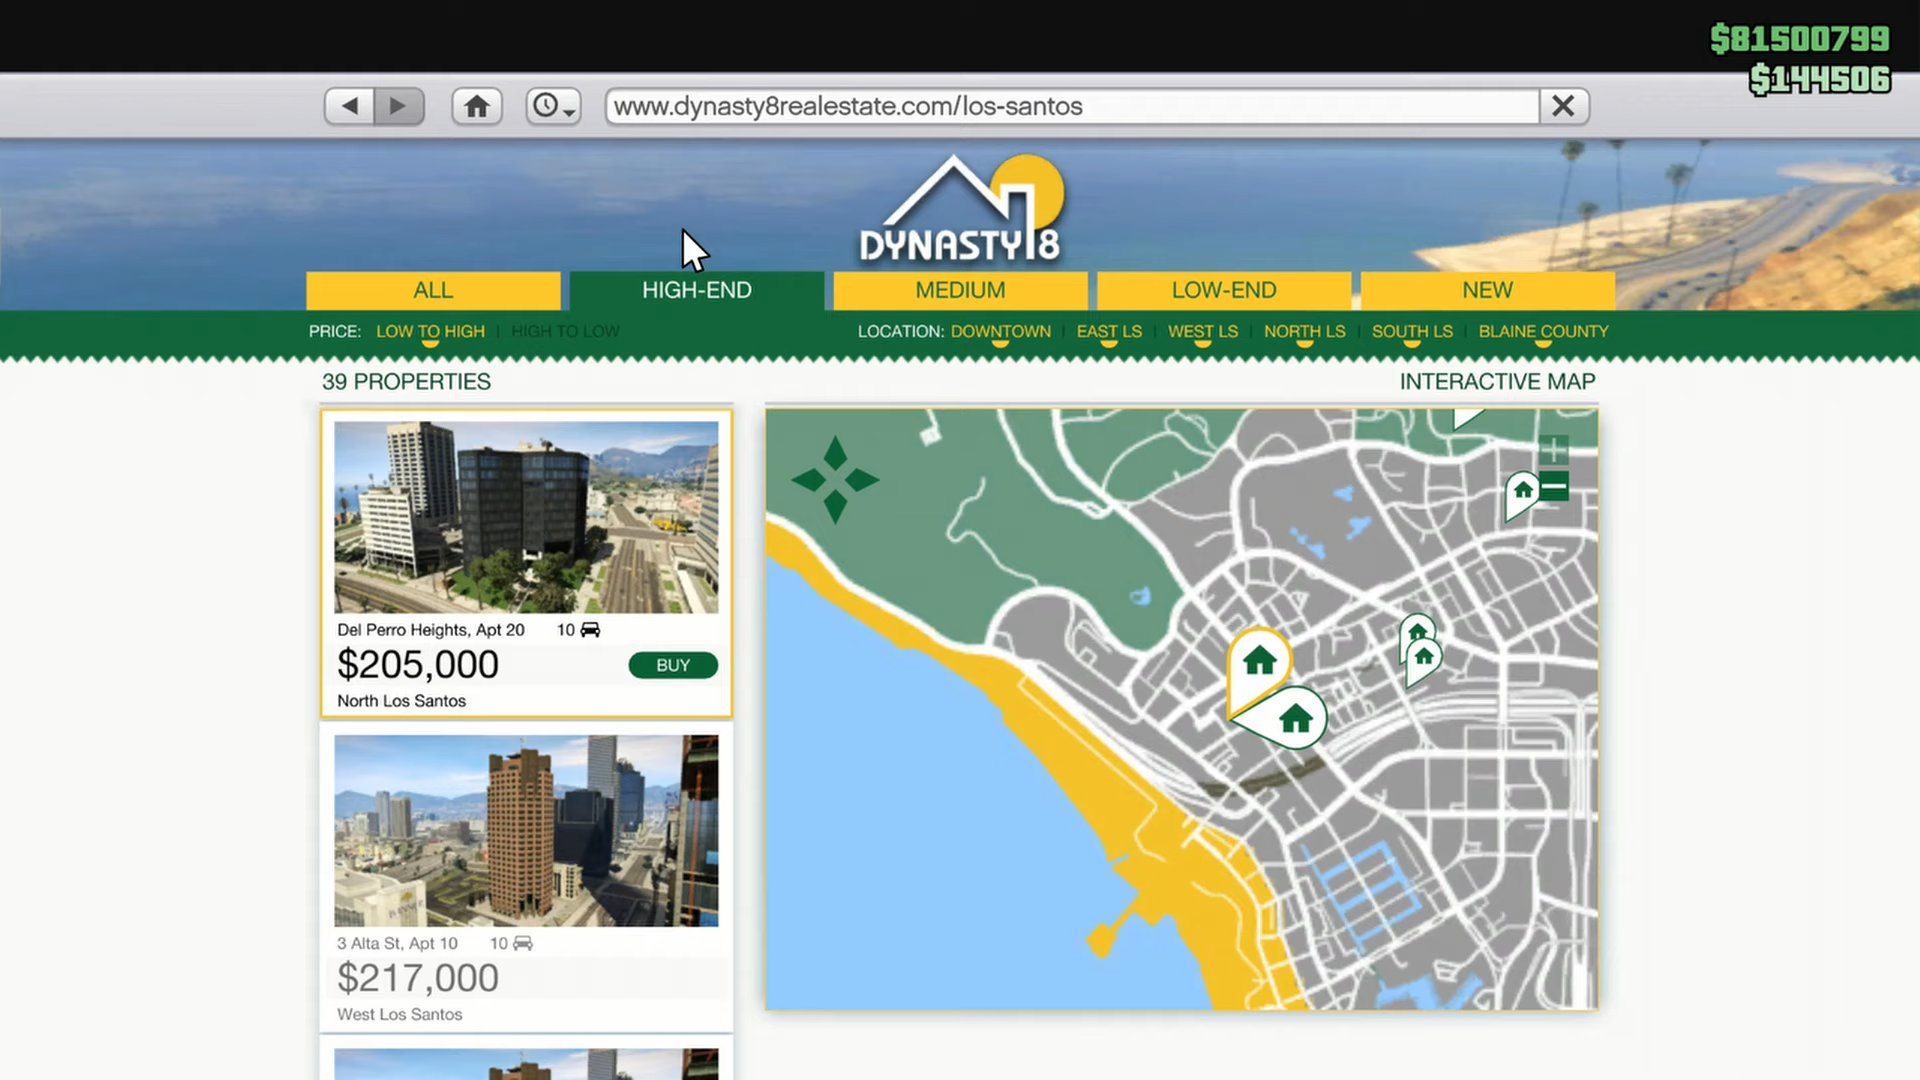 $81500799
$144506
www.dynasty8realestate.com/los-santos
DYNASTY 8
ALL
HIGH-END
MEDIUM
LOW-END
NEW
PRICE: LOW TO HIGH | HIGH TO LOW
LOCATION: DOWNTOWN | EAST LS | WEST LS | NORTH LS | SOUTH LS | BLAINE COUNTY
39 PROPERTIES
INTERACTIVE MAP
Del Perro Heights, Apt 20 10
$205,000
BUY
North Los Santos
3 Alta St, Apt 10 10
$217,000
West Los Santos